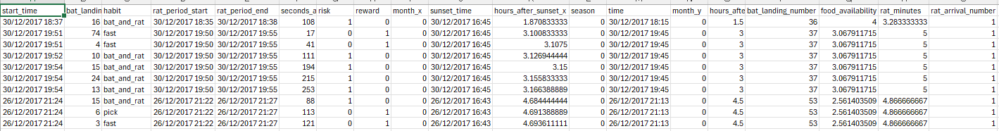 start_time bat_landin habit rat_period_start rat_period_end seconds_a risk reward month_x sunset_time hours_after_sunset_x season time month_y hours_afte bat_landing_number food_availability rat_minutes rat_arrival_number
30/12/2017 18:37 16 bat_and_rat 30/12/2017 18:35 30/12/2017 18:38 108 1 0 0 30/12/2017 16:45 1.870833333 0 30/12/2017 18:15 0 1.5 36 4 3.283333333 1
30/12/2017 19:51 74 fast 30/12/2017 19:50 30/12/2017 19:55 17 0 1 0 30/12/2017 16:45 3.100833333 0 30/12/2017 19:45 0 3 37 3.067911715 5 1
30/12/2017 19:51 4 fast 30/12/2017 19:50 30/12/2017 19:55 41 0 1 0 30/12/2017 16:45 3.1075 0 30/12/2017 19:45 0 3 37 3.067911715 5 1
30/12/2017 19:52 10 bat_and_rat 30/12/2017 19:50 30/12/2017 19:55 111 1 0 0 30/12/2017 16:45 3.126944444 0 30/12/2017 19:45 0 3 37 3.067911715 5 1
30/12/2017 19:54 15 bat_and_rat 30/12/2017 19:50 30/12/2017 19:55 194 1 0 0 30/12/2017 16:45 3.15 0 30/12/2017 19:45 0 3 37 3.067911715 5 1
30/12/2017 19:54 24 bat_and_rat 30/12/2017 19:50 30/12/2017 19:55 215 1 0 0 30/12/2017 16:45 3.155833333 0 30/12/2017 19:45 0 3 37 3.067911715 5 1
30/12/2017 19:54 13 bat_and_rat 30/12/2017 19:50 30/12/2017 19:55 253 1 0 0 30/12/2017 16:45 3.166388889 0 30/12/2017 19:45 0 3 37 3.067911715 5 1
26/12/2017 21:24 15 bat_and_rat 26/12/2017 21:22 26/12/2017 21:27 88 1 0 0 26/12/2017 16:43 4.684444444 0 26/12/2017 21:13 0 4.5 53 2.561403509 4.866666667 1
26/12/2017 21:24 6 pick 26/12/2017 21:22 26/12/2017 21:27 113 0 1 0 26/12/2017 16:43 4.691388889 0 26/12/2017 21:13 0 4.5 53 2.561403509 4.866666667 1
26/12/2017 21:24 3 fast 26/12/2017 21:22 26/12/2017 21:27 121 0 1 0 26/12/2017 16:43 4.693611111 0 26/12/2017 21:13 0 4.5 53 2.561403509 4.866666667 1